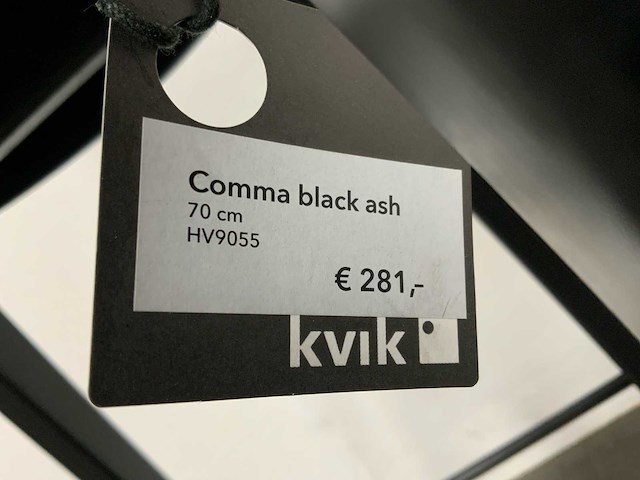 Comma black ash
70 cm
HV9055
€ 281,-
kvik